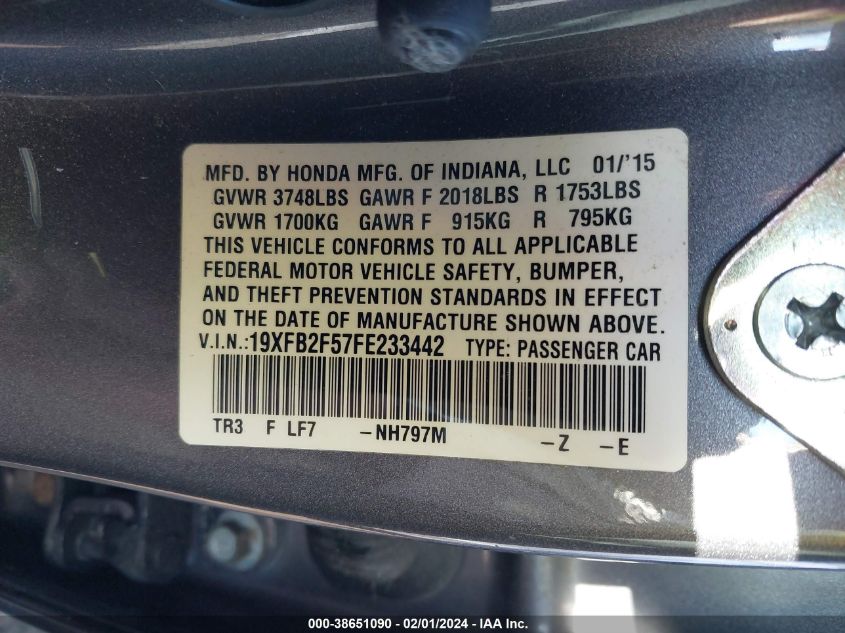 MFD. BY HONDA MFG. OF INDIANA, LLC 01/'15
GVWR 3748LBS GAWR F 2018LBS R 1753LBS
GVWR 1700KG GAWR F 915KG R 795KG
THIS VEHICLE CONFORMS TO ALL APPLICABLE
FEDERAL MOTOR VEHICLE SAFETY, BUMPER,
AND THEFT PREVENTION STANDARDS IN EFFECT
ON THE DATE OF MANUFACTURE SHOWN ABOVE.
V.I.N.:19XFB2F57FE233442 TYPE: PASSENGER CAR
TR3 F LF7 -NH797M -Z -E
000-38651090 - 02/01/2024 - IAA Inc.